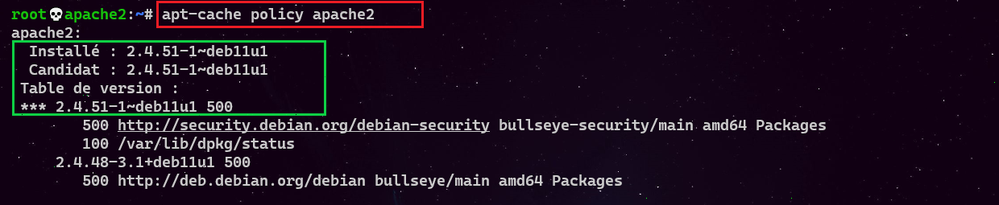 root💀apache2:~# apt-cache policy apache2
apache2:
  Installé : 2.4.51-1~deb11u1
  Candidat : 2.4.51-1~deb11u1
 Table de version :
 *** 2.4.51-1~deb11u1 500
        500 http://security.debian.org/debian-security bullseye-security/main amd64 Packages
        100 /var/lib/dpkg/status
     2.4.48-3.1+deb11u1 500
        500 http://deb.debian.org/debian bullseye/main amd64 Packages